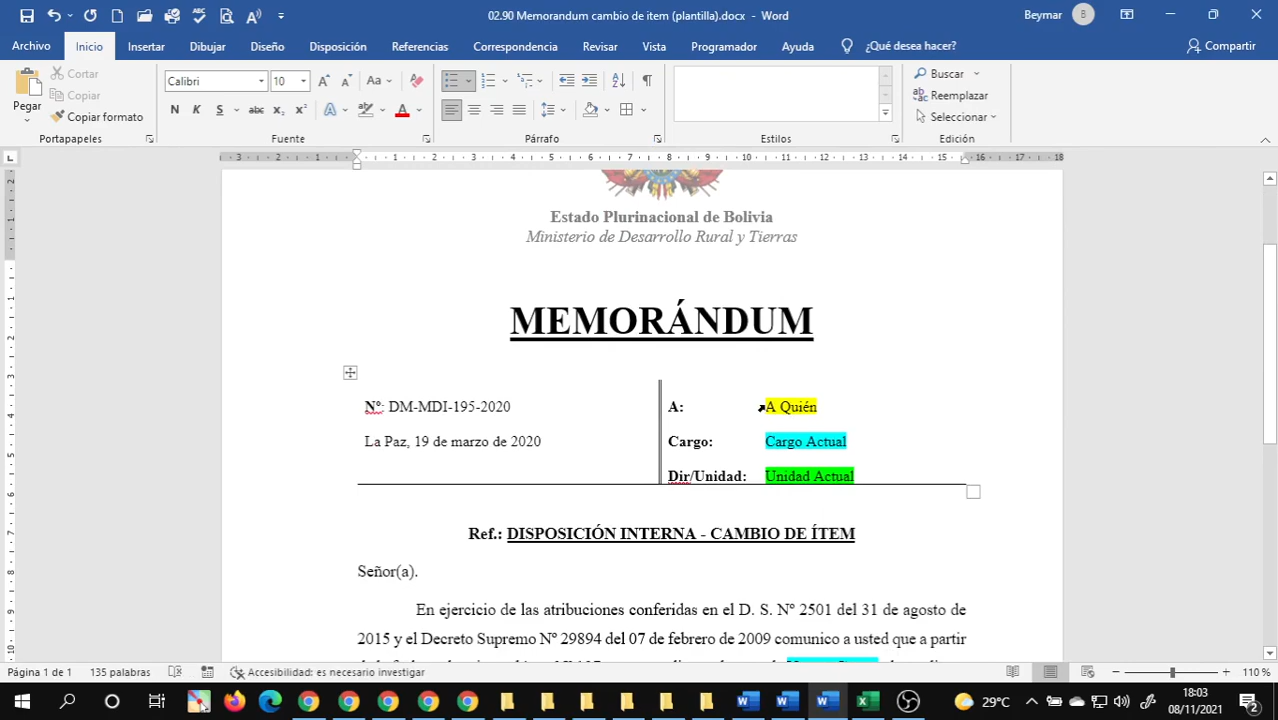 02.90 Memorandum cambio de item (plantilla).docx - Word
Beymar B
Archivo Inicio Insertar Dibujar Diseño Disposición Referencias Correspondencia Revisar Vista Programador Ayuda ¿Qué desea hacer? Compartir
Pegar
Cortar
Copiar
Copiar formato
Calibri 10
Buscar
Reemplazar
Seleccionar
Portapapeles Fuente Párrafo Estilos Edición
Estado Plurinacional de Bolivia
Ministerio de Desarrollo Rural y Tierras
MEMORÁNDUM
Nº: DM-MDI-195-2020 A: A Quién
La Paz, 19 de marzo de 2020 Cargo: Cargo Actual
Dir/Unidad: Unidad Actual
Ref.: DISPOSICIÓN INTERNA - CAMBIO DE ÍTEM
Señor(a).
En ejercicio de las atribuciones conferidas en el D. S. Nº 2501 del 31 de agosto de
2015 y el Decreto Supremo Nº 29894 del 07 de febrero de 2009 comunico a usted que a partir
Página 1 de 1 135 palabras Accesibilidad: es necesario investigar 110 %
29°C 18:03
08/11/2021 2